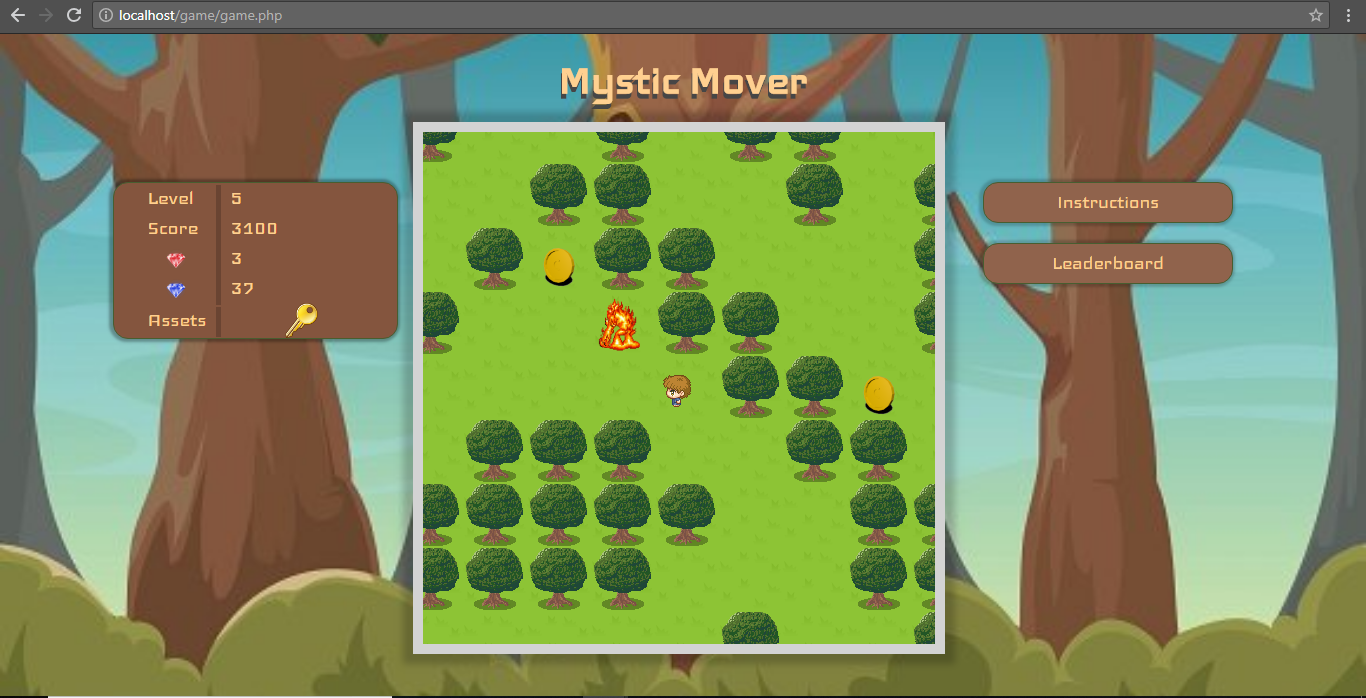 localhost/game/game.php
Mystic Mover
Level 5
Score 3100
3
37
Assets
Instructions
Leaderboard